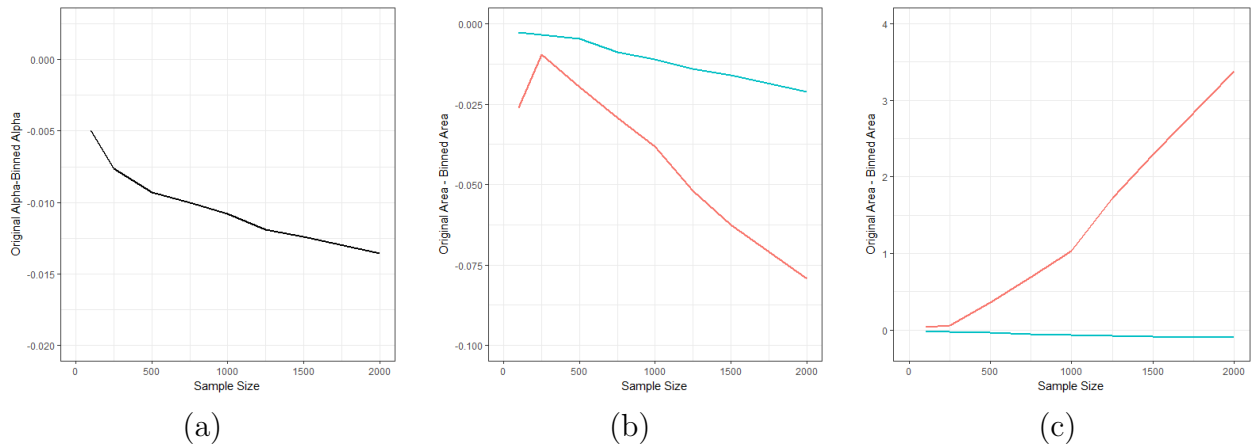 0.000
-0.005
-0.010
-0.015
-0.020
Original Alpha-Binned Alpha
0 500 1000 1500 2000
Sample Size
(a)
0.000
-0.025
-0.050
-0.075
-0.100
Original Area - Binned Area
0 500 1000 1500 2000
Sample Size
(b)
4
3
2
1
0
Original Area - Binned Area
0 500 1000 1500 2000
Sample Size
(c)